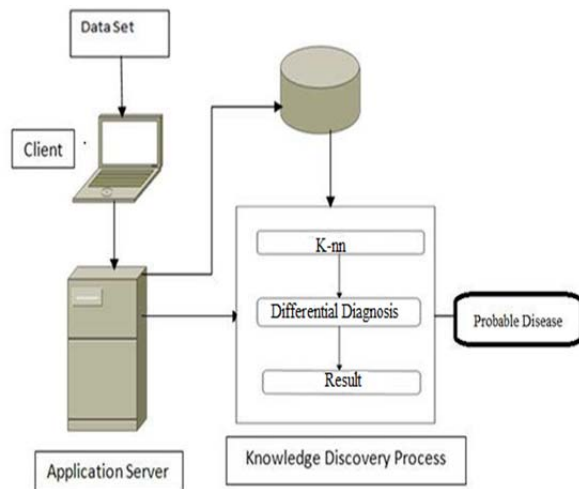 Data Set
Client
K-nn
Differential Diagnosis
Result
Probable Disease
Application Server
Knowledge Discovery Process